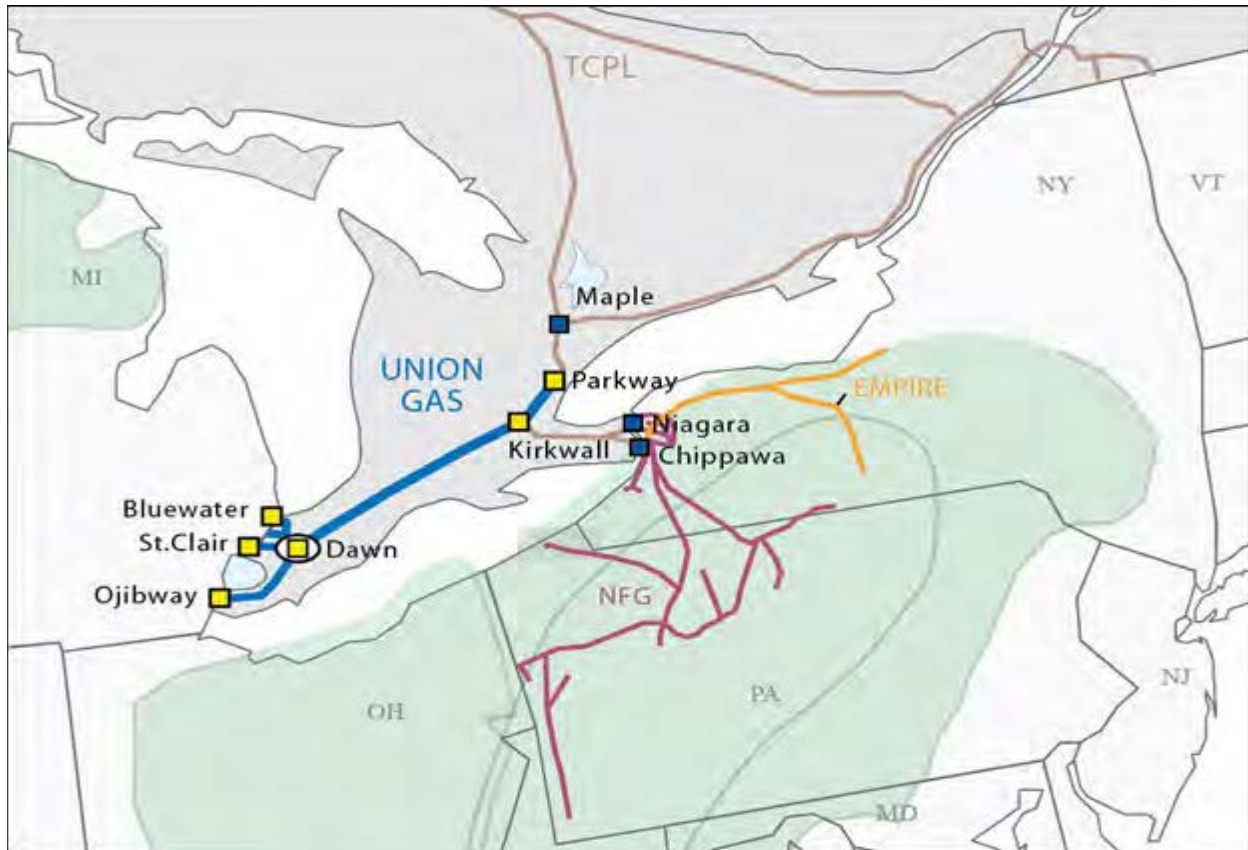 TCPL
NY
VT
MI
Maple
UNION
GAS
Parkway
EMPIRE
Niagara
Kirkwall
Chippawa
Bluewater
St.Clair
Dawn
Ojibway
NFG
OH
PA
NJ
MD